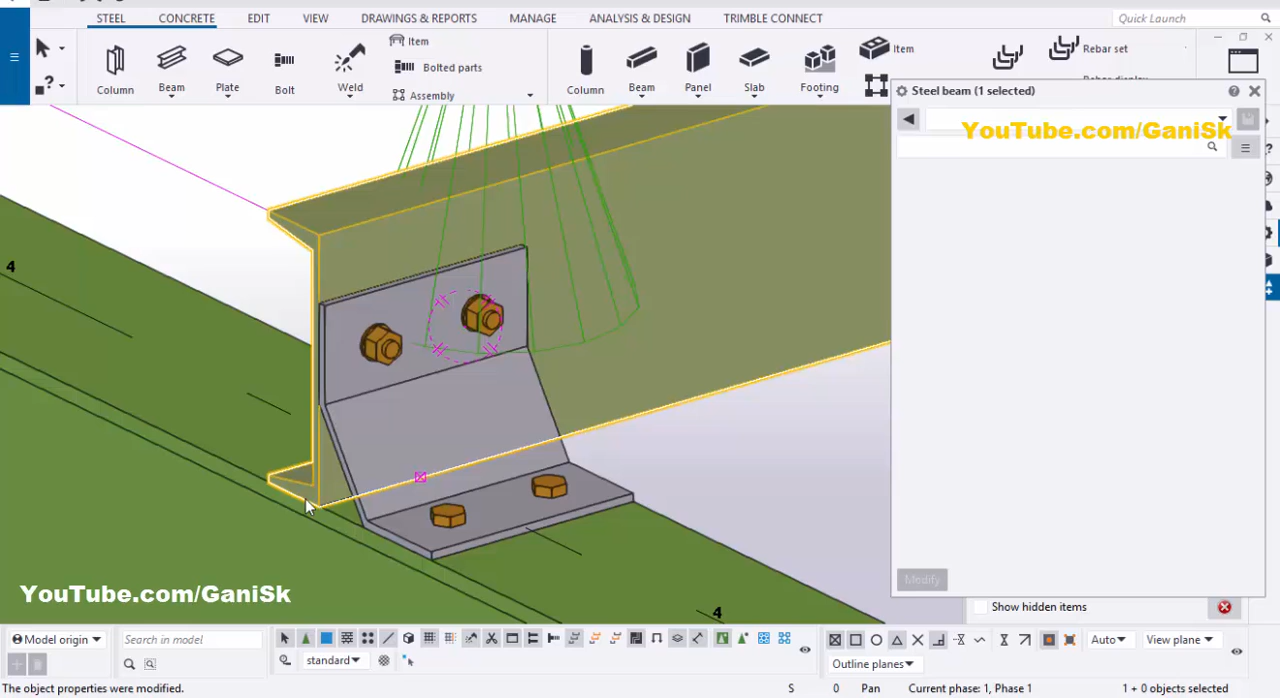 STEEL
CONCRETE
EDIT
VIEW
DRAWINGS & REPORTS
MANAGE
ANALYSIS & DESIGN
TRIMBLE CONNECT
Quick Launch
Column
Beam
Plate
Bolt
Weld
Item
Bolted parts
Assembly
Column
Beam
Panel
Slab
Footing
Item
Rebar set
Steel beam (1 selected)
YouTube.com/GaniSk
4
4
Modify
YouTube.com/GaniSk
Show hidden items
Model origin
Search in model
standard
Auto
View plane
Outline planes
The object properties were modified.
S
0
Pan
Current phase: 1, Phase 1
1 + 0 objects selected